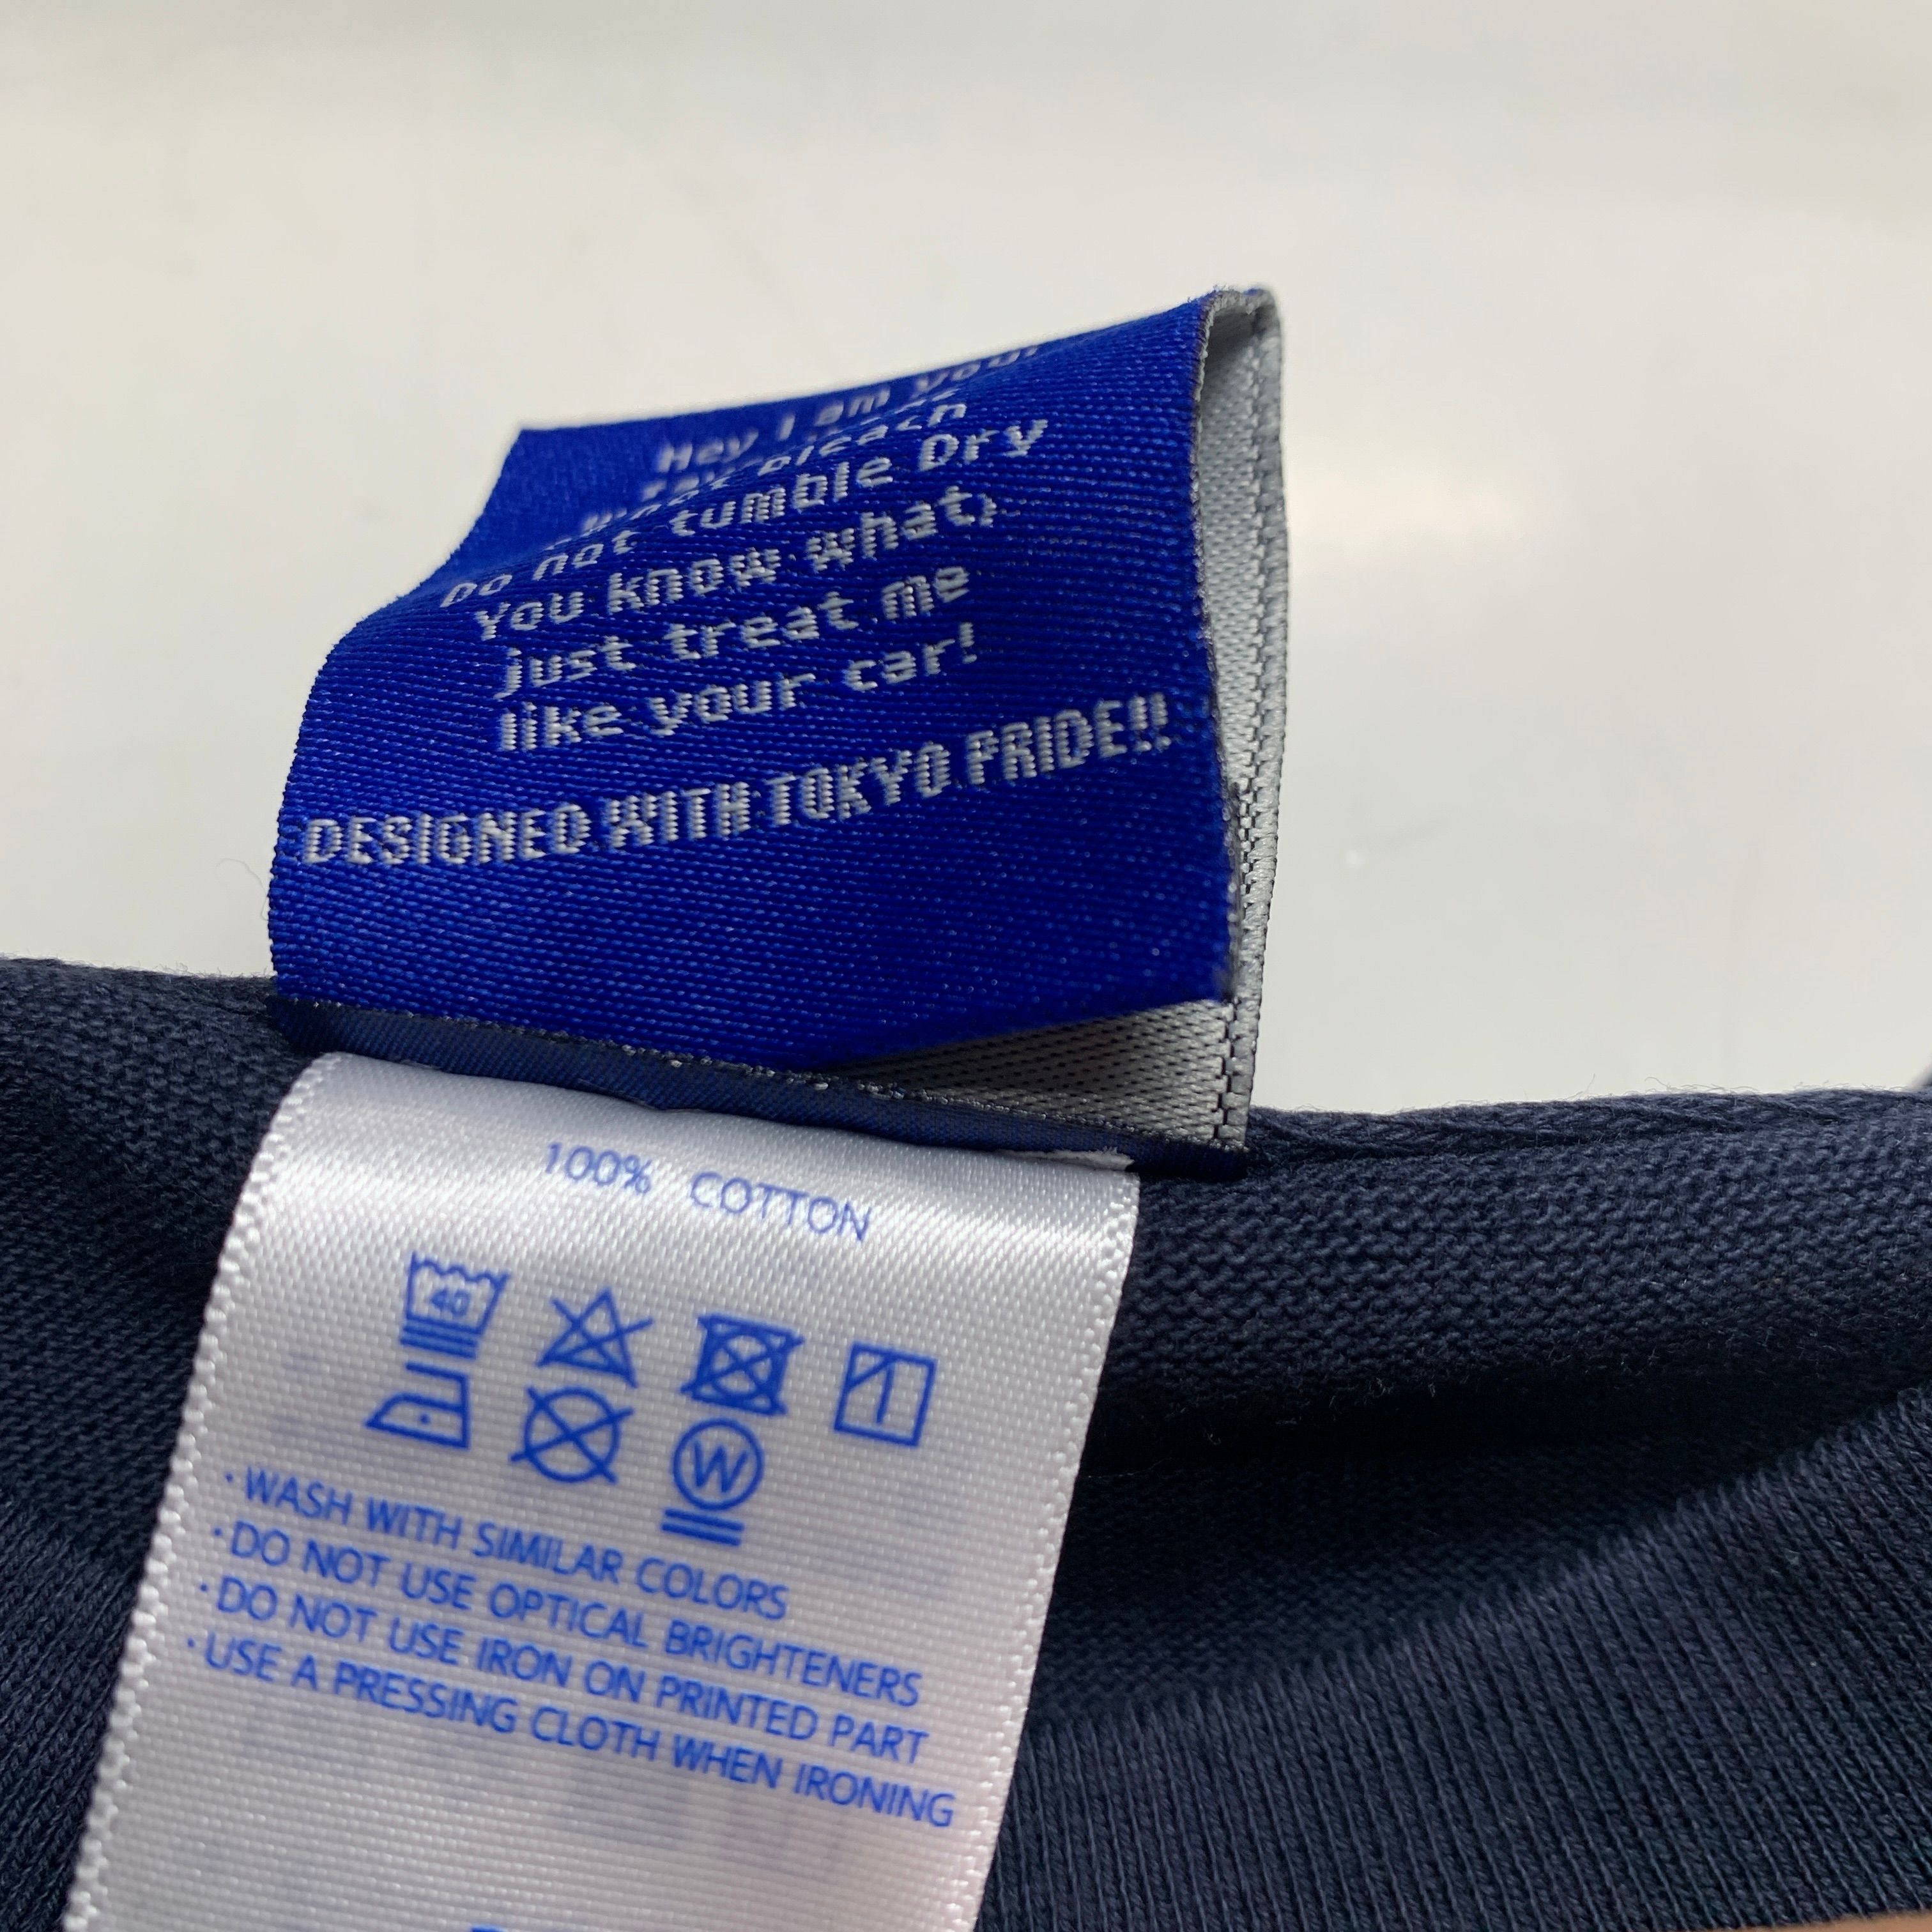 Hey I am your
bleach
Do not tumble Dry
You know what,
just treat me
like your car!
DESIGNED WITH TOKYO PRIDE!!
100% COTTON
40
W
· WASH WITH SIMILAR COLORS
· DO NOT USE OPTICAL BRIGHTENERS
· DO NOT USE IRON ON PRINTED PART
· USE A PRESSING CLOTH WHEN IRONING